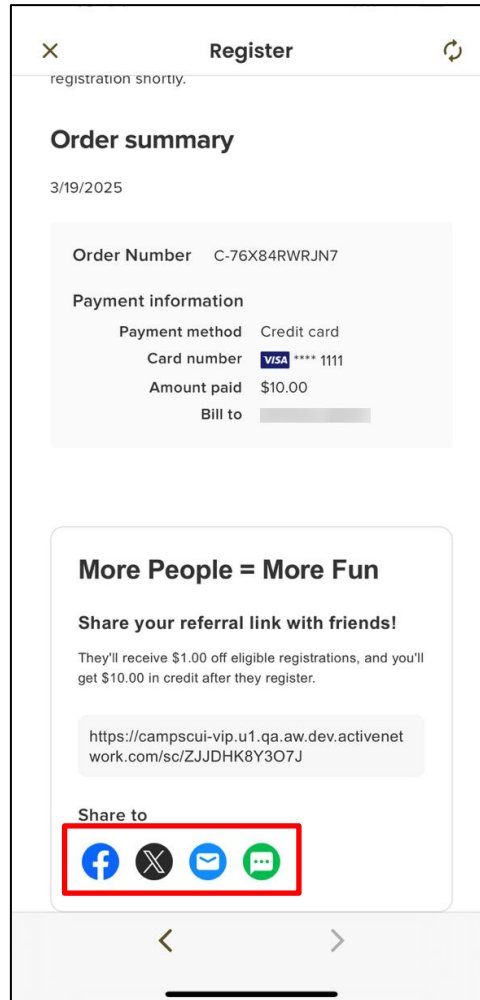 Register
registration shortly.
Order summary
3/19/2025
Order Number C-76X84RWRJN7
Payment information
Payment method Credit card
Card number VISA **** 1111
Amount paid $10.00
Bill to
More People = More Fun
Share your referral link with friends!
They'll receive $1.00 off eligible registrations, and you'll
get $10.00 in credit after they register.
https://campscui-vip.u1.qa.aw.dev.activenet
work.com/sc/ZJJDHK8Y3O7J
Share to